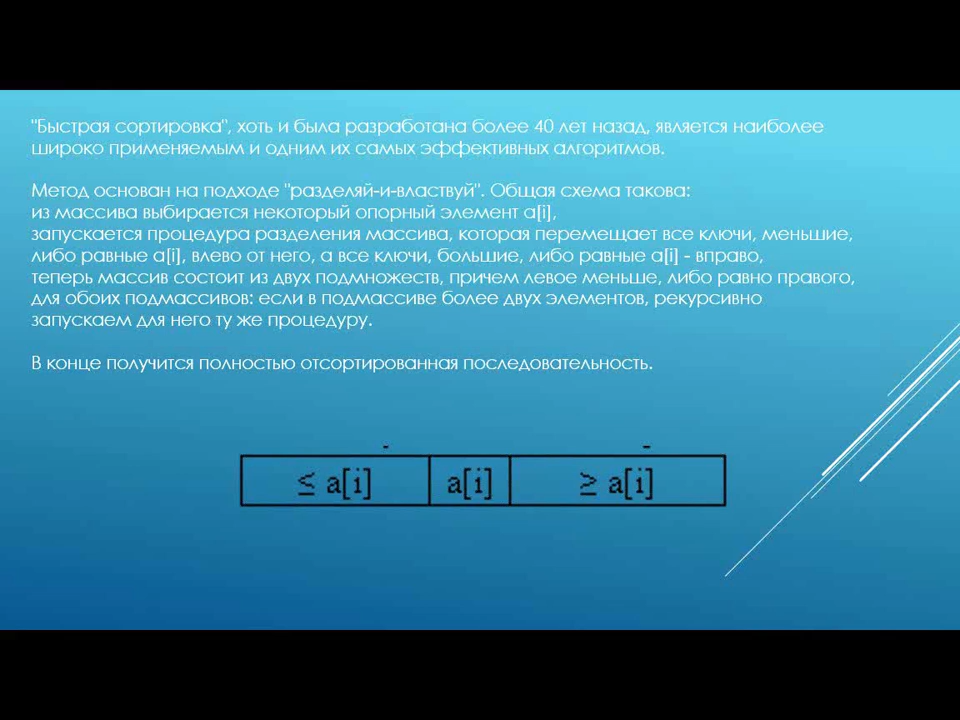 "Быстрая сортировка", хоть и была разработана более 40 лет назад, является наиболее
широко применяемым и одним их самых эффективных алгоритмов.
Метод основан на подходе "разделяй-и-властвуй". Общая схема такова:
из массива выбирается некоторый опорный элемент a[i],
запускается процедура разделения массива, которая перемещает все ключи, меньшие,
либо равные a[i], влево от него, а все ключи, большие, либо равные a[i] - вправо,
теперь массив состоит из двух подмножеств, причем левое меньше, либо равно правого,
для обоих подмассивов: если в подмассиве более двух элементов, рекурсивно
запускаем для него ту же процедуру.
В конце получится полностью отсортированная последовательность.
≤ a[i] a[i] ≥ a[i]